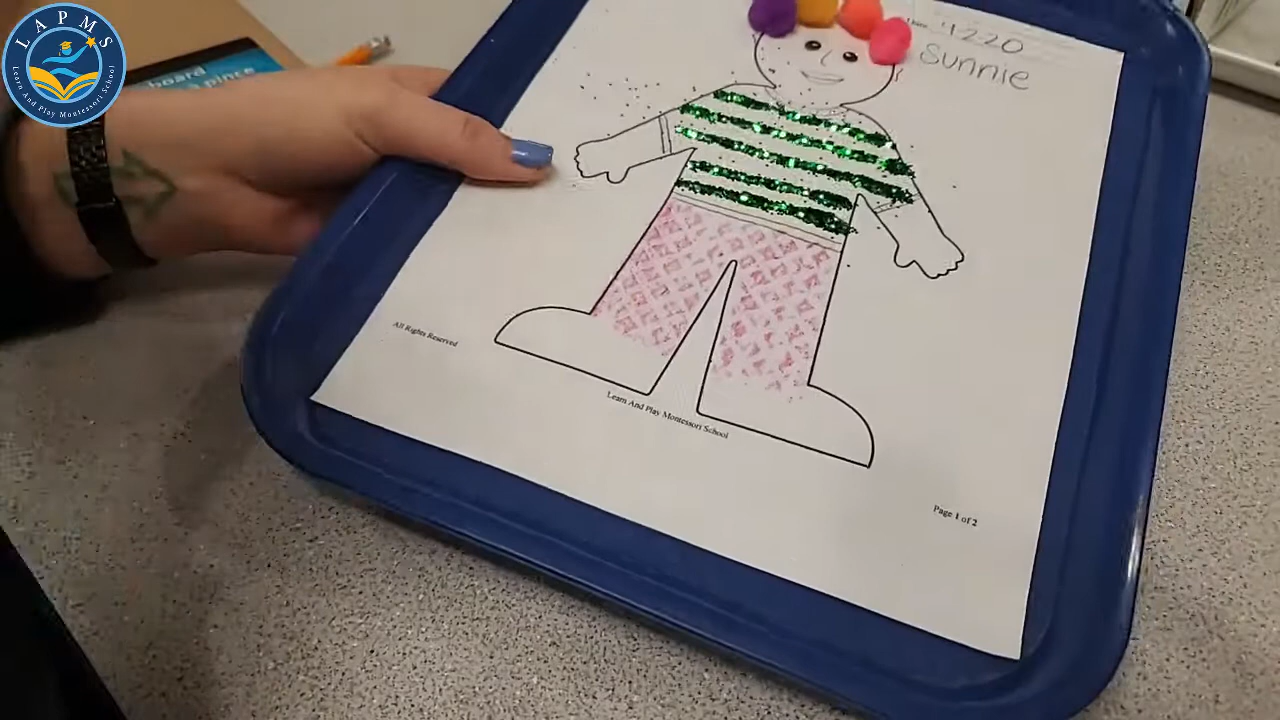 LAPMS
Learn And Play Montessori School
1220
Sunnie
All Rights Reserved
Learn And Play Montessori School
Page 1 of 2